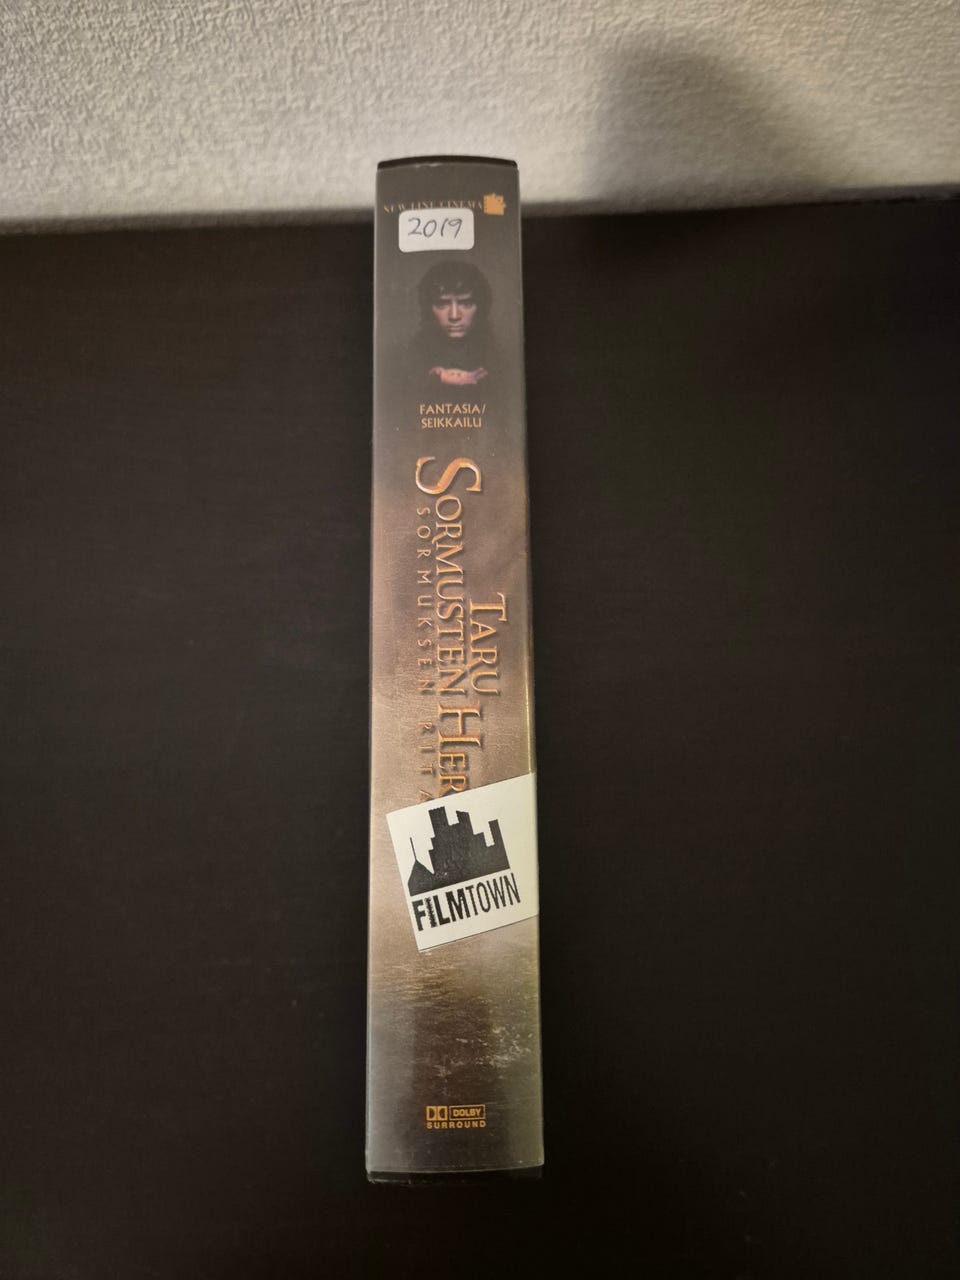 NEW LINE CINEMA
2019
FANTASIA/
SEIKKAILU
TARU
SORMUSTEN HER
SORMUKSEN RITA
FILMTOWN
DOLBY
SURROUND